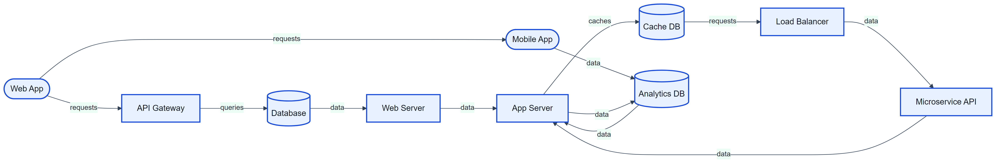 caches
Cache DB
requests
Load Balancer
data
requests
Mobile App
data
Web App
Analytics DB
Microservice API
requests
API Gateway
queries
Database
data
Web Server
data
App Server
data
data
data